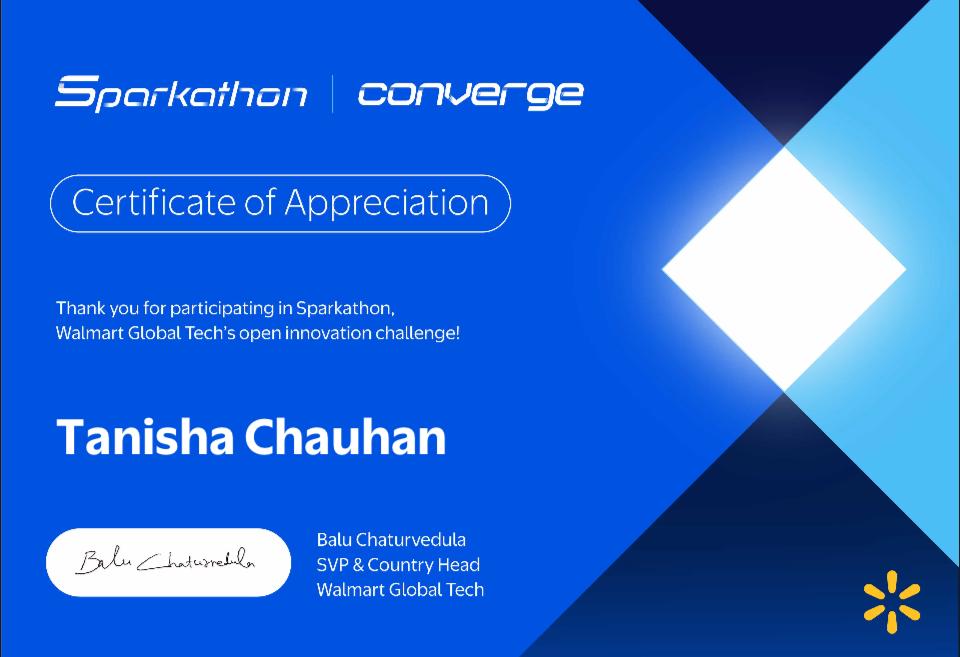 Sparkathon | converge
Certificate of Appreciation
Thank you for participating in Sparkathon,
Walmart Global Tech's open innovation challenge!
Tanisha Chauhan
Balu Chaturvedula
Balu Chaturvedula
SVP & Country Head
Walmart Global Tech